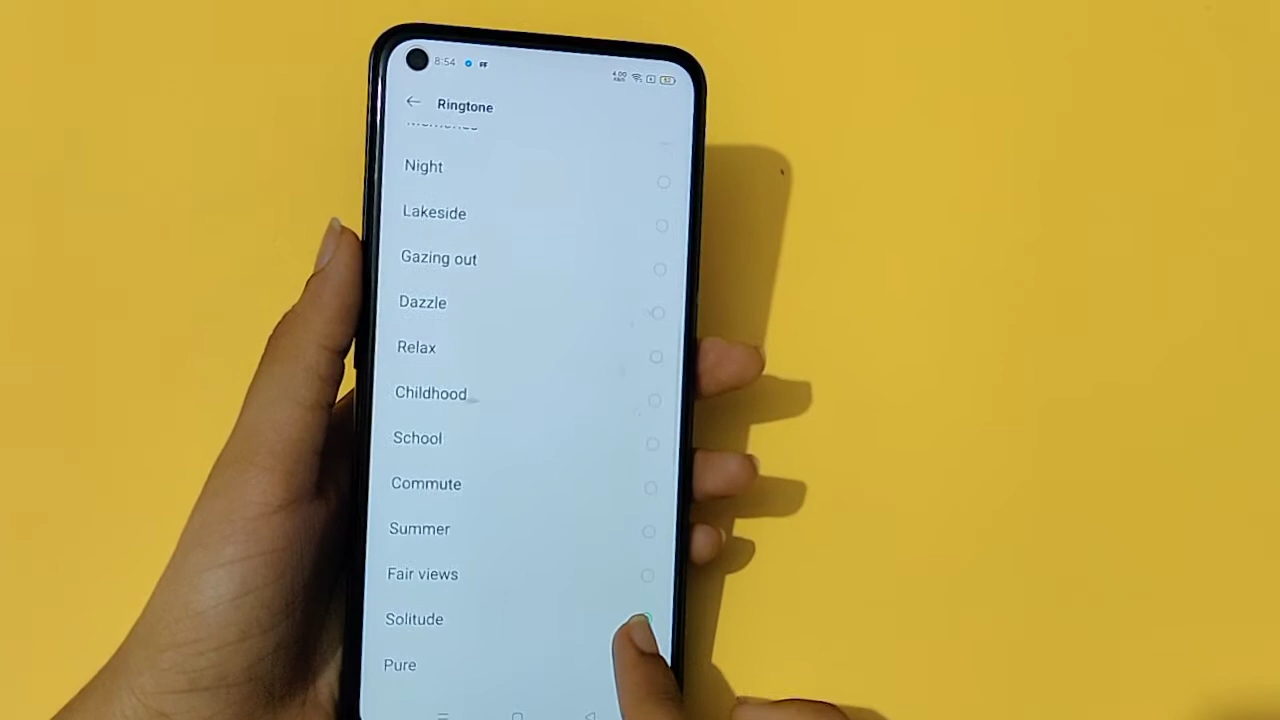 8:54
Ringtone
Night
Lakeside
Gazing out
Dazzle
Relax
Childhood
School
Commute
Summer
Fair views
Solitude
Pure